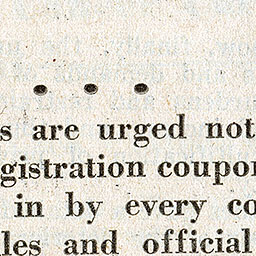 • • •
s are urged not
gistration coupon
in by every co
les and official